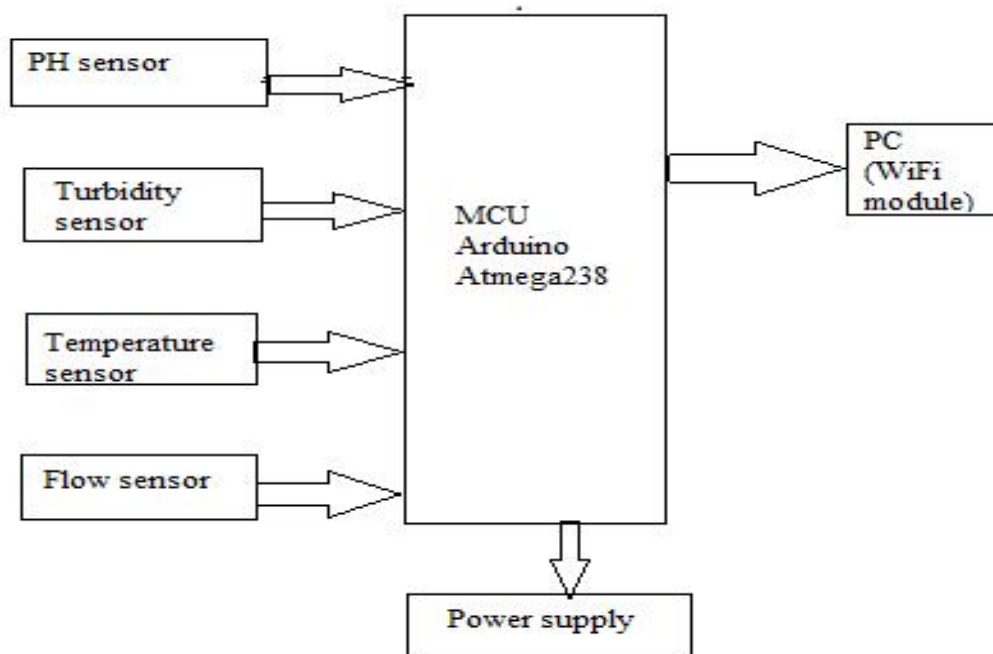 PH sensor
Turbidity
sensor
Temperature
sensor
Flow sensor
MCU
Arduino
Atmega238
PC
(WiFi
module)
Power supply